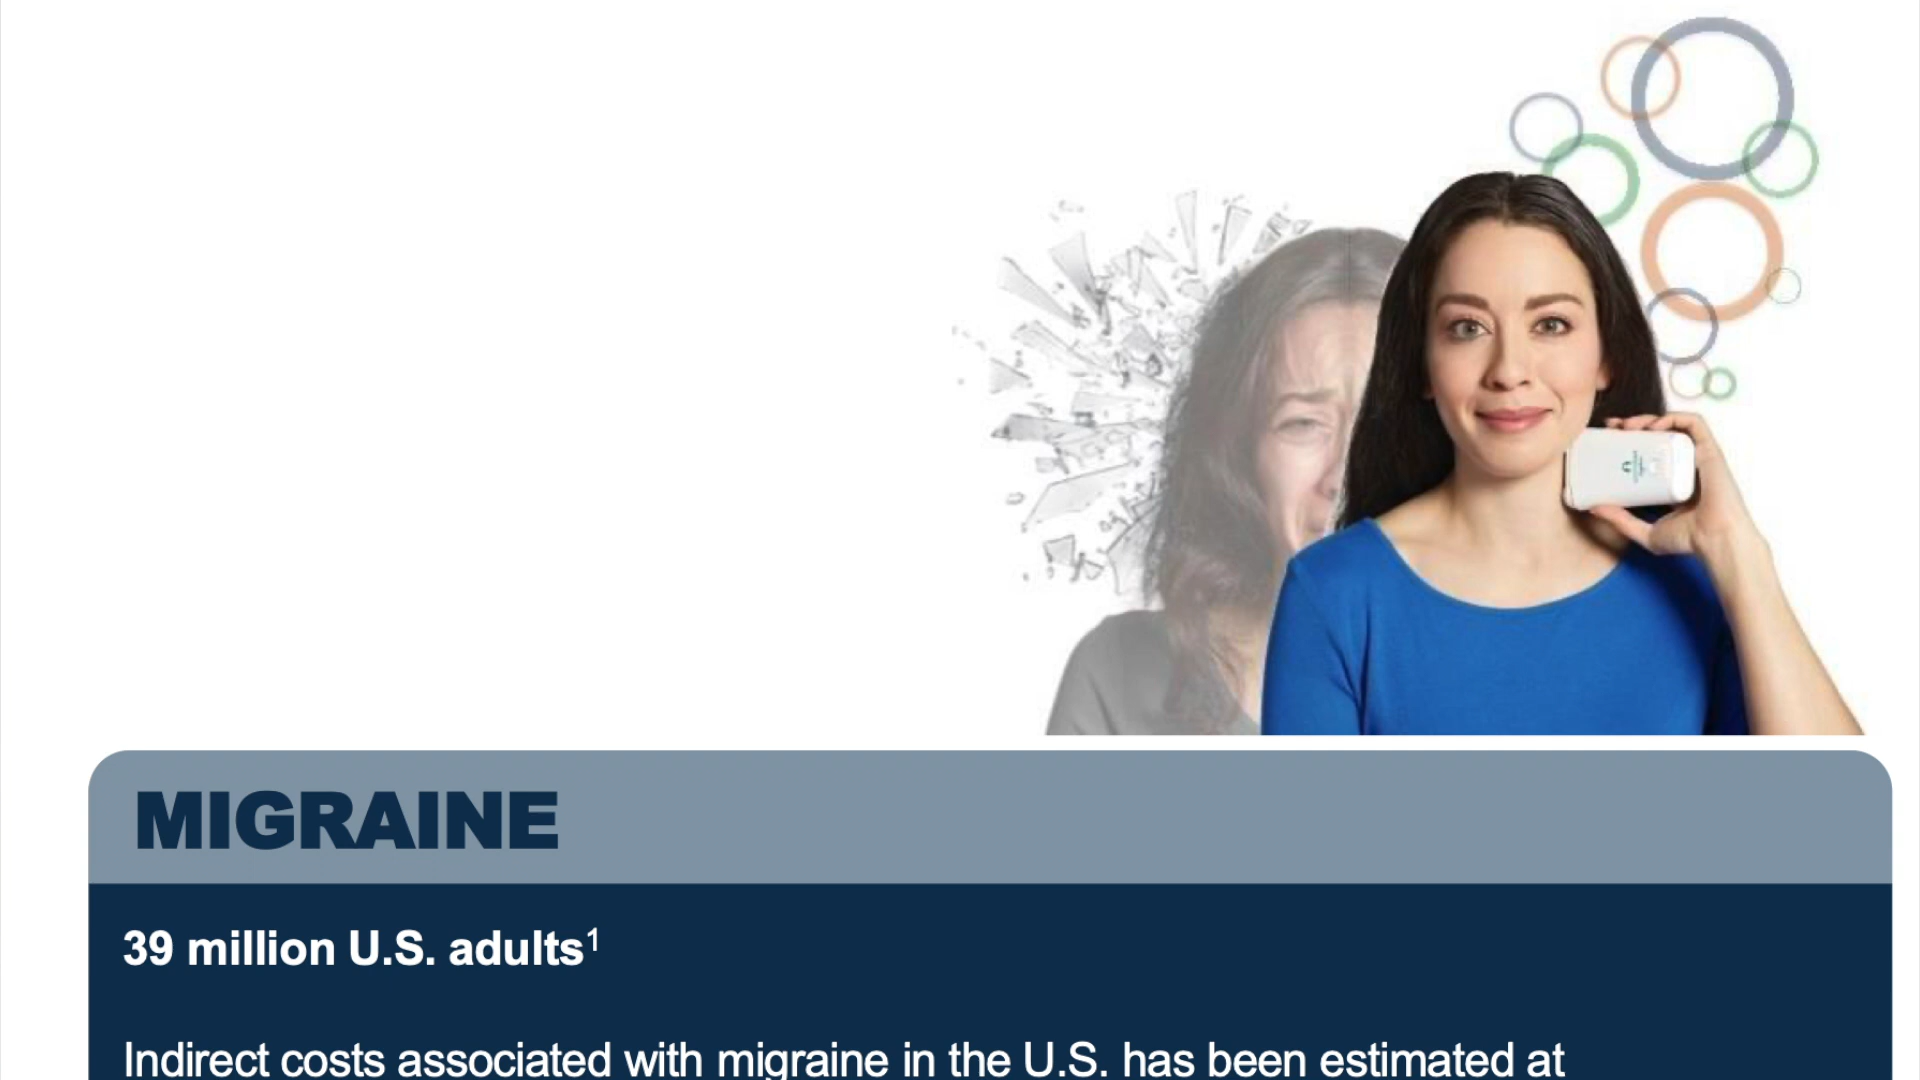 MIGRAINE
39 million U.S. adults¹
Indirect costs associated with migraine in the U.S. has been estimated at